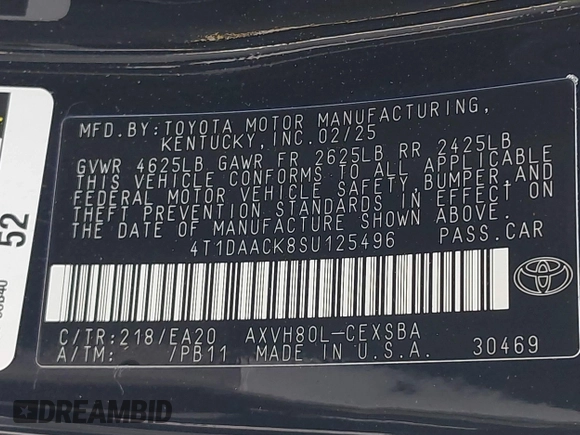 MFD.BY:TOYOTA MOTOR MANUFACTURING,
KENTUCKY, INC.02/25
GVWR 4625LB GAWR FR 2625LB RR 2425LB
THIS VEHICLE CONFORMS TO ALL APPLICABLE
FEDERAL MOTOR VEHICLE SAFETY,BUMPER,AND
THEFT PREVENTION STANDARDS IN EFFECT
ON THE DATE OF MANUFACTURE SHOWN ABOVE.
4T1DAACK8SU125496 PASS.CAR
C/TR:218/EA20 AXVH80L-CEXSBA
A/TM: /PB11 MADE IN U.S.A. 30469
52
DREAMBID